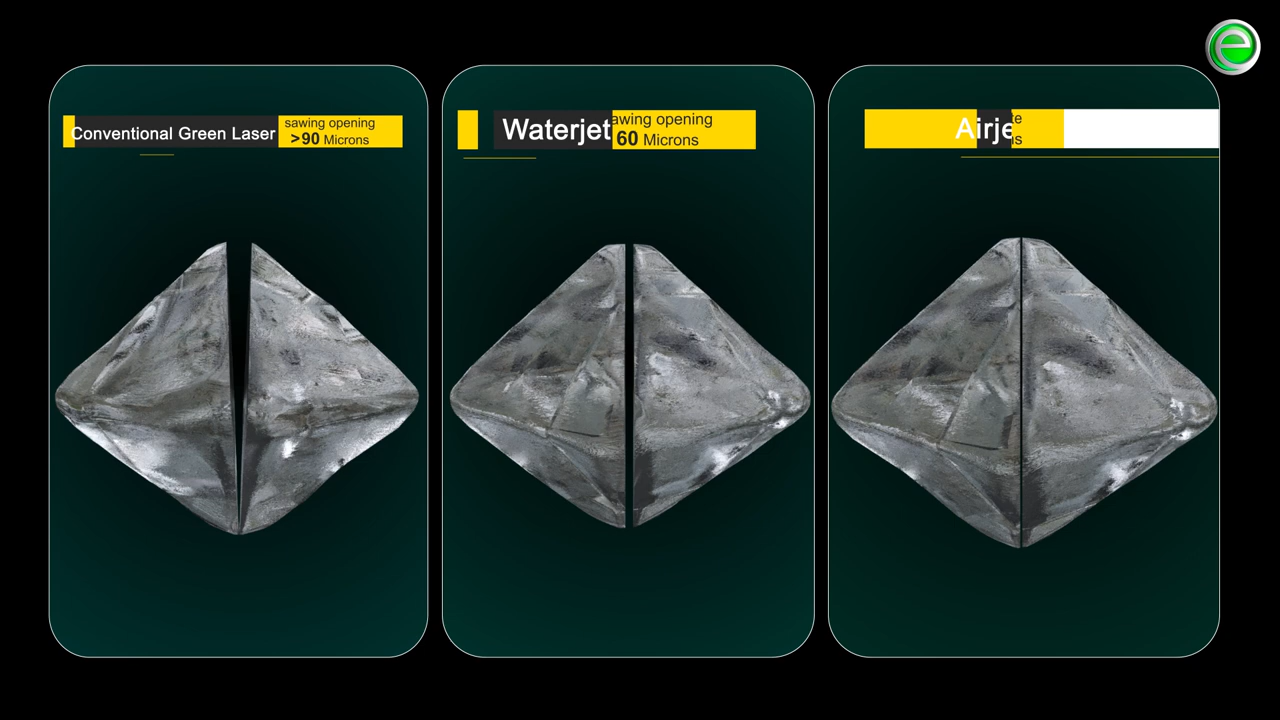 Conventional Green Laser
sawing opening
>90 Microns
Waterjet
awing opening
60 Microns
Airje
e